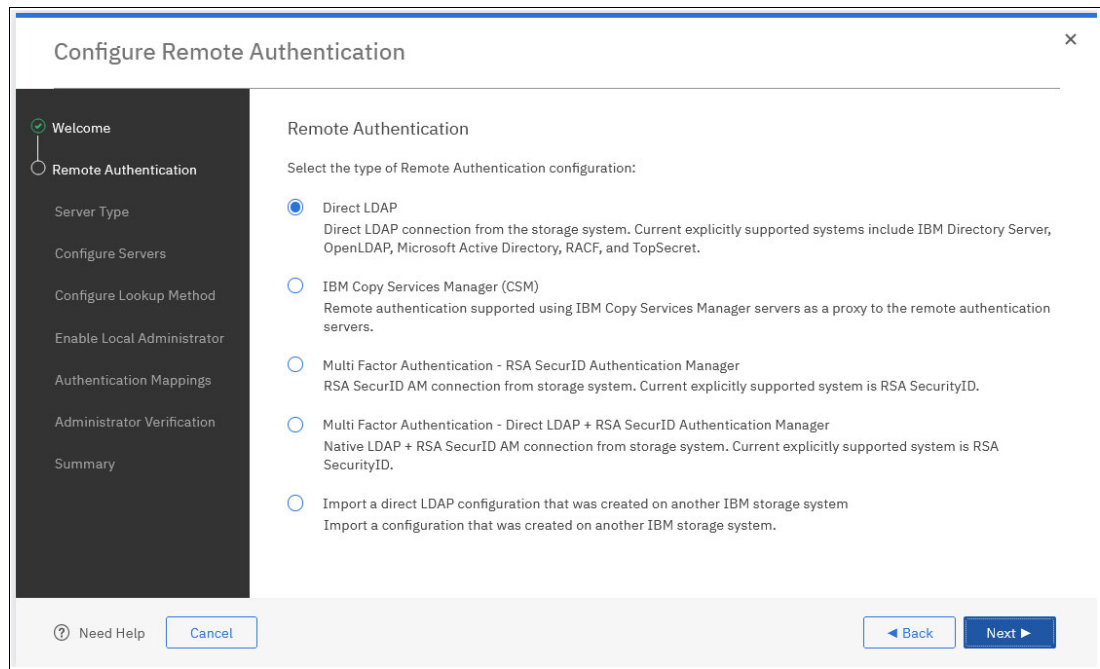 Configure Remote Authentication
×
Welcome
Remote Authentication
Server Type
Configure Servers
Configure Lookup Method
Enable Local Administrator
Authentication Mappings
Administrator Verification
Summary
Remote Authentication
Select the type of Remote Authentication configuration:
Direct LDAP
Direct LDAP connection from the storage system. Current explicitly supported systems include IBM Directory Server,
OpenLDAP, Microsoft Active Directory, RACF, and TopSecret.
IBM Copy Services Manager (CSM)
Remote authentication supported using IBM Copy Services Manager servers as a proxy to the remote authentication
servers.
Multi Factor Authentication - RSA SecurID Authentication Manager
RSA SecurID AM connection from storage system. Current explicitly supported system is RSA SecurityID.
Multi Factor Authentication - Direct LDAP + RSA SecurID Authentication Manager
Native LDAP + RSA SecurID AM connection from storage system. Current explicitly supported system is RSA
SecurityID.
Import a direct LDAP configuration that was created on another IBM storage system
Import a configuration that was created on another IBM storage system.
? Need Help
Cancel
◄ Back
Next ►